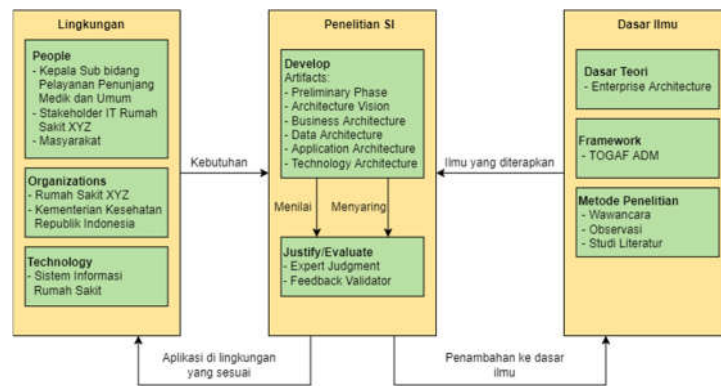 Lingkungan
People
- Kepala Sub bidang
Pelayanan Penunjang
Medik dan Umum
- Stakeholder IT Rumah
Sakit XYZ
- Masyarakat
Organizations
- Rumah Sakit XYZ
- Kementerian Kesehatan
Republik Indonesia
Technology
- Sistem Informasi
Rumah Sakit
Kebutuhan
Penelitian SI
Develop
Artifacts:
- Preliminary Phase
- Architecture Vision
- Business Architecture
- Data Architecture
- Application Architecture
- Technology Architecture
Menilai
Menyaring
Justify/Evaluate
- Expert Judgment
- Feedback Validator
Ilmu yang diterapkan
Dasar Ilmu
Dasar Teori
- Enterprise Architecture
Framework
- TOGAF ADM
Metode Penelitian
- Wawancara
- Observasi
- Studi Literatur
Aplikasi di lingkungan
yang sesuai
Penambahan ke dasar
ilmu